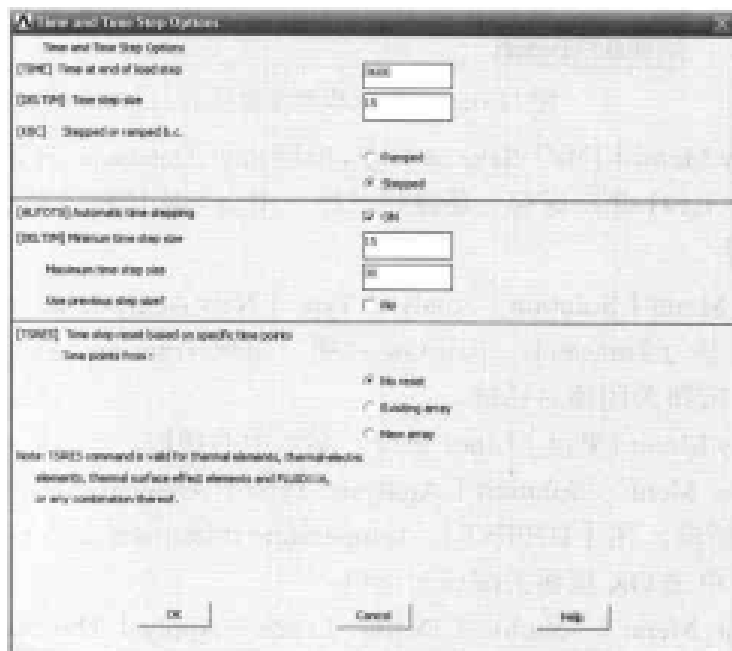 Time and Time Step Options
Time and Time Step Options
[TIME] Time at end of load step
[DELTIM] Time step size 15
[KBC] Stepped or ramped b.c.
Ramped
Stepped
[AUTOTS] Automatic time stepping ON
[DELTIM] Minimum time step size 15
Maximum time step size 30
Use previous step size? No
[TSRES] Time step reset based on specific time points
Time points from :
No reset
Existing array
New array
Note: TSRES command is valid for thermal elements, thermal-electric
elements, thermal surface effect elements and
or any combination thereof.
OK Cancel Help